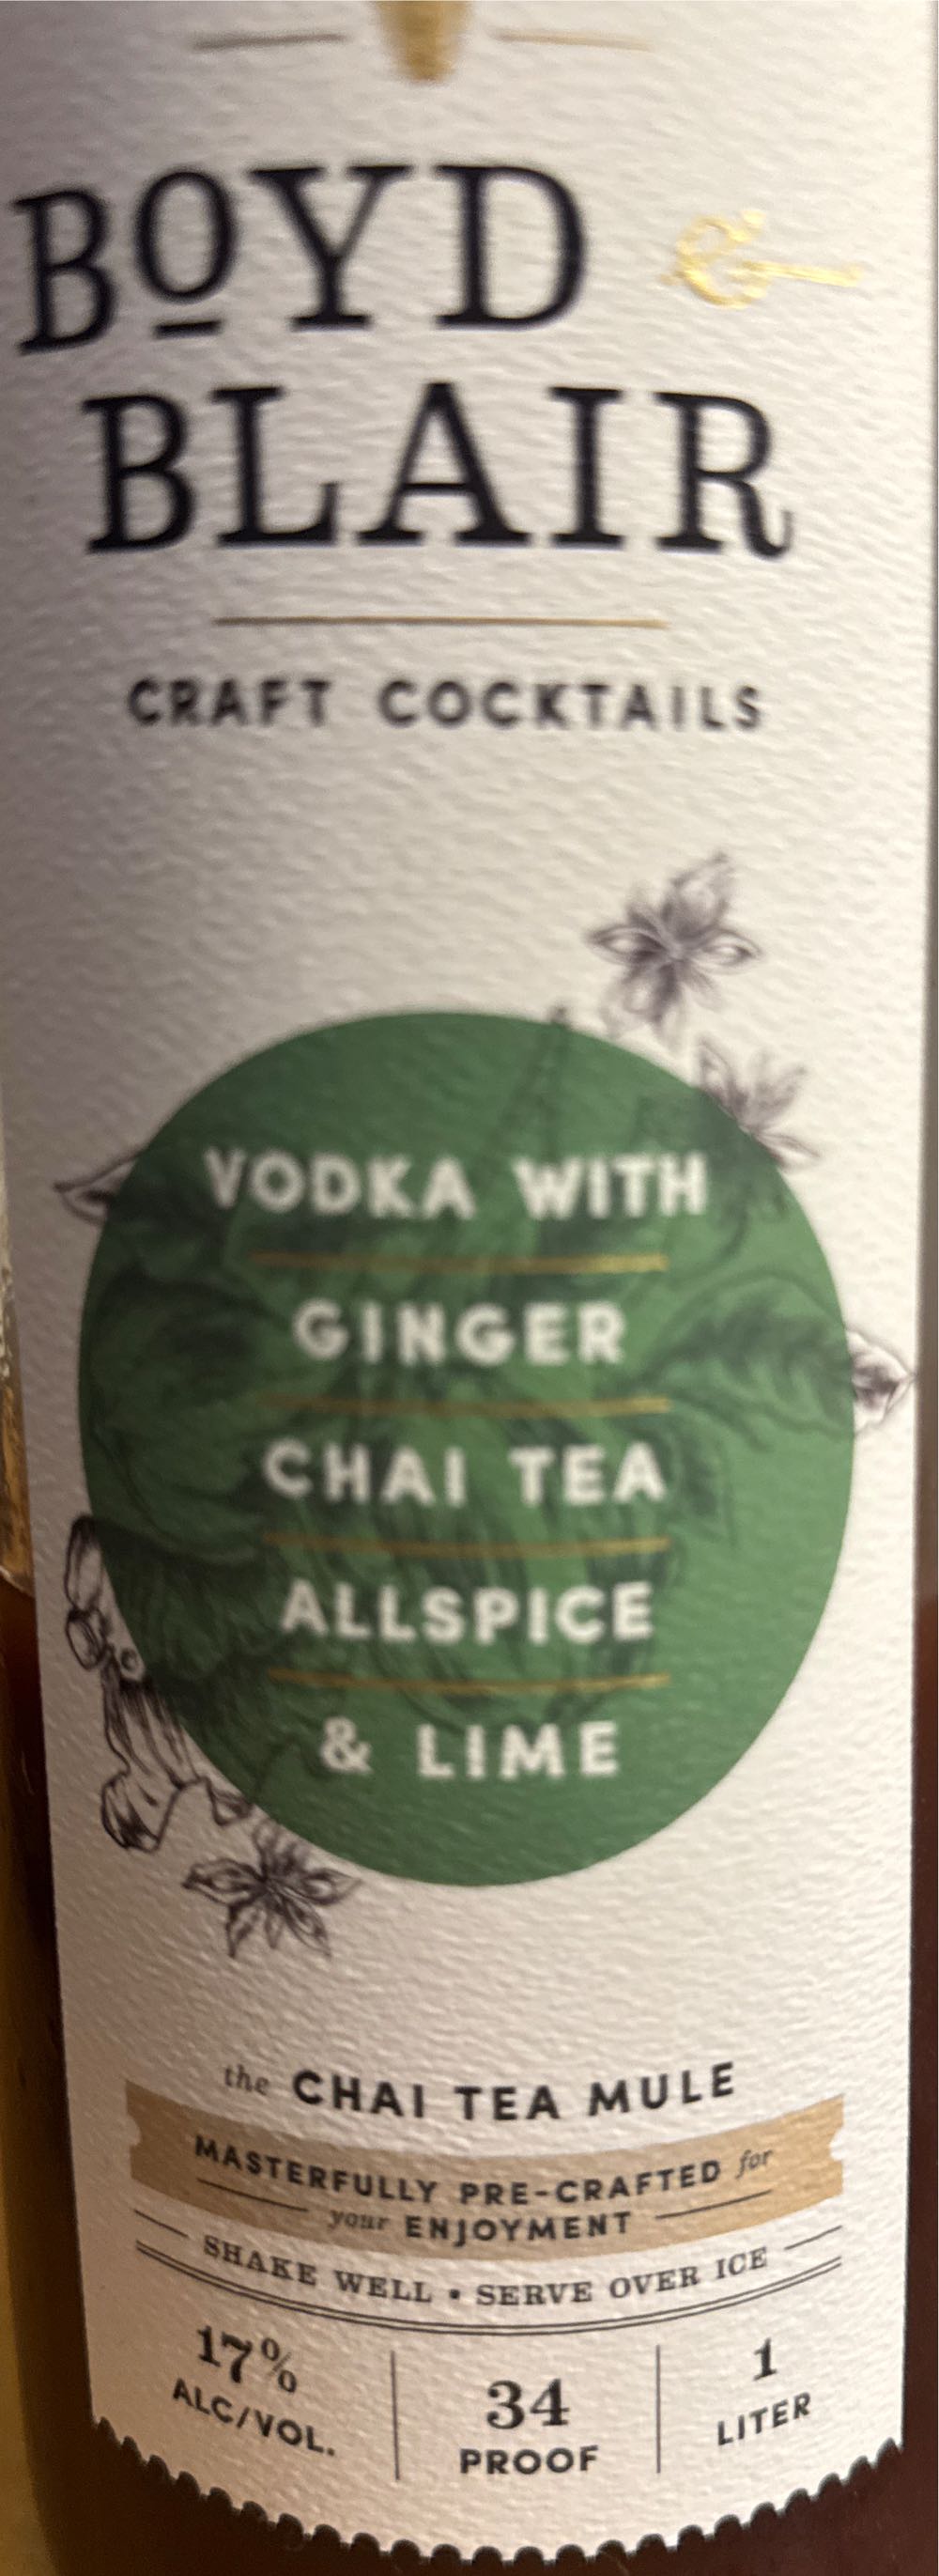 BOYD &
BLAIR
CRAFT COCKTAILS
VODKA WITH
GINGER
CHAI TEA
ALLSPICE
& LIME
the CHAI TEA MULE
MASTERFULLY PRE-CRAFTED for
your ENJOYMENT
SHAKE WELL • SERVE OVER ICE
17%
ALC/VOL.
34
PROOF
1
LITER